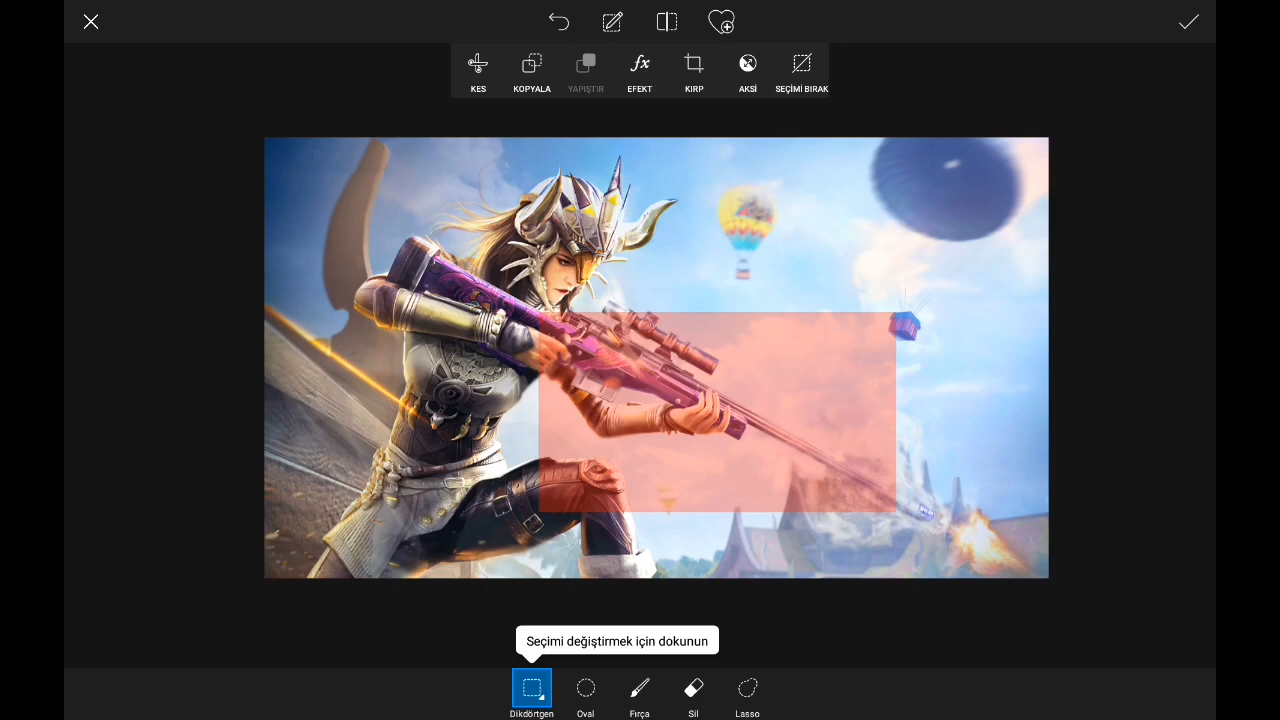 KES
KOPYALA
YAPIŞTIR
EFEKT
KIRP
AKSİ
SEÇİMİ BIRAK
Seçimi değiştirmek için dokunun
Dikdörtgen
Oval
Fırça
Sil
Lasso